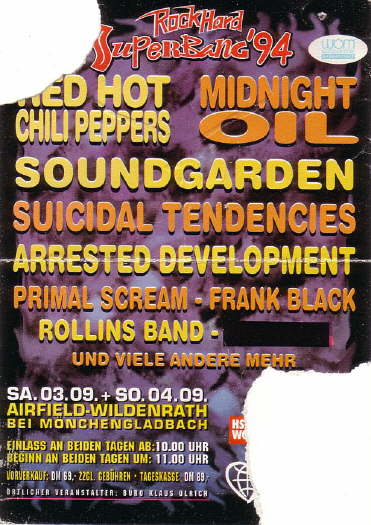 Rock Hard
SUPERBANG '94
WOM
RED HOT MIDNIGHT
CHILI PEPPERS OIL
SOUNDGARDEN
SUICIDAL TENDENCIES
ARRESTED DEVELOPMENT
PRIMAL SCREAM - FRANK BLACK
ROLLINS BAND -
UND VIELE ANDERE MEHR
SA. 03.09. + SO. 04.09.
AIRFIELD-WILDENRATH
BEI MÖNCHENGLADBACH
EINLASS AN BEIDEN TAGEN AB: 10.00 UHR
BEGINN AN BEIDEN TAGEN UM: 11.00 UHR
VORVERKAUF: DM 69,- ZZGL. GEBÜHREN · TAGESKASSE DM 89,-
ÖRTLICHER VERANSTALTER: BÜRO KLAUS ULRICH